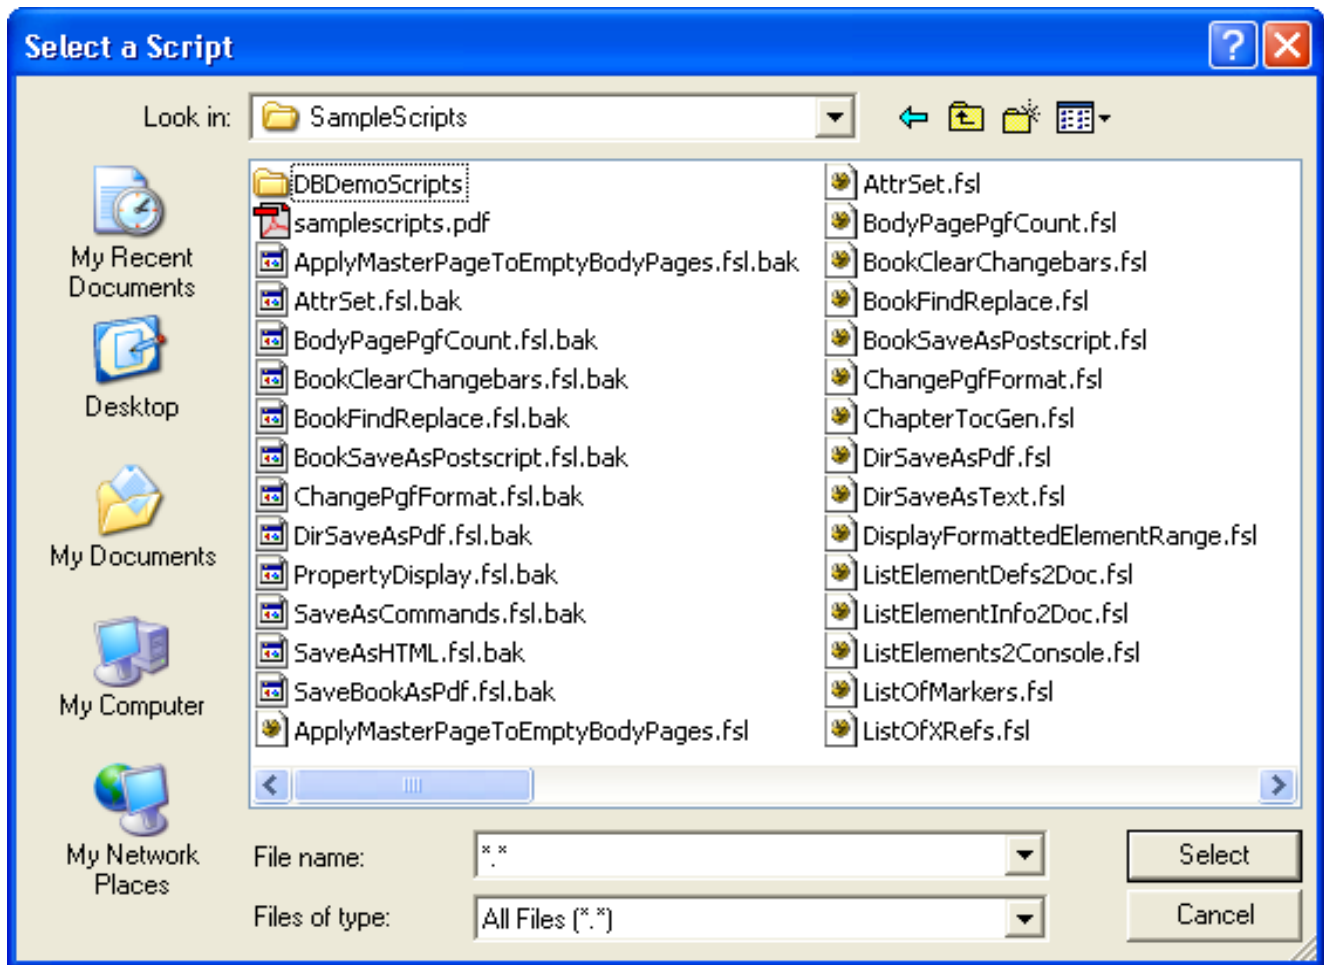 Select a Script
Look in:
SampleScripts
My Recent
Documents
Desktop
My Documents
My Computer
My Network
Places
DBDemoScripts
samplescripts.pdf
ApplyMasterPageToEmptyBodyPages.fsl.bak
AttrSet.fsl.bak
BodyPagePgfCount.fsl.bak
BookClearChangebars.fsl.bak
BookFindReplace.fsl.bak
BookSaveAsPostscript.fsl.bak
ChangePgfFormat.fsl.bak
DirSaveAsPdf.fsl.bak
PropertyDisplay.fsl.bak
SaveAsCommands.fsl.bak
SaveAsHTML.fsl.bak
SaveBookAsPdf.fsl.bak
ApplyMasterPageToEmptyBodyPages.fsl
AttrSet.fsl
BodyPagePgfCount.fsl
BookClearChangebars.fsl
BookFindReplace.fsl
BookSaveAsPostscript.fsl
ChangePgfFormat.fsl
ChapterTocGen.fsl
DirSaveAsPdf.fsl
DirSaveAsText.fsl
DisplayFormattedElementRange.fsl
ListElementDefs2Doc.fsl
ListElementInfo2Doc.fsl
ListElements2Console.fsl
ListOfMarkers.fsl
ListOfXRefs.fsl
File name:
*.*
Select
Files of type:
All Files (*.*)
Cancel